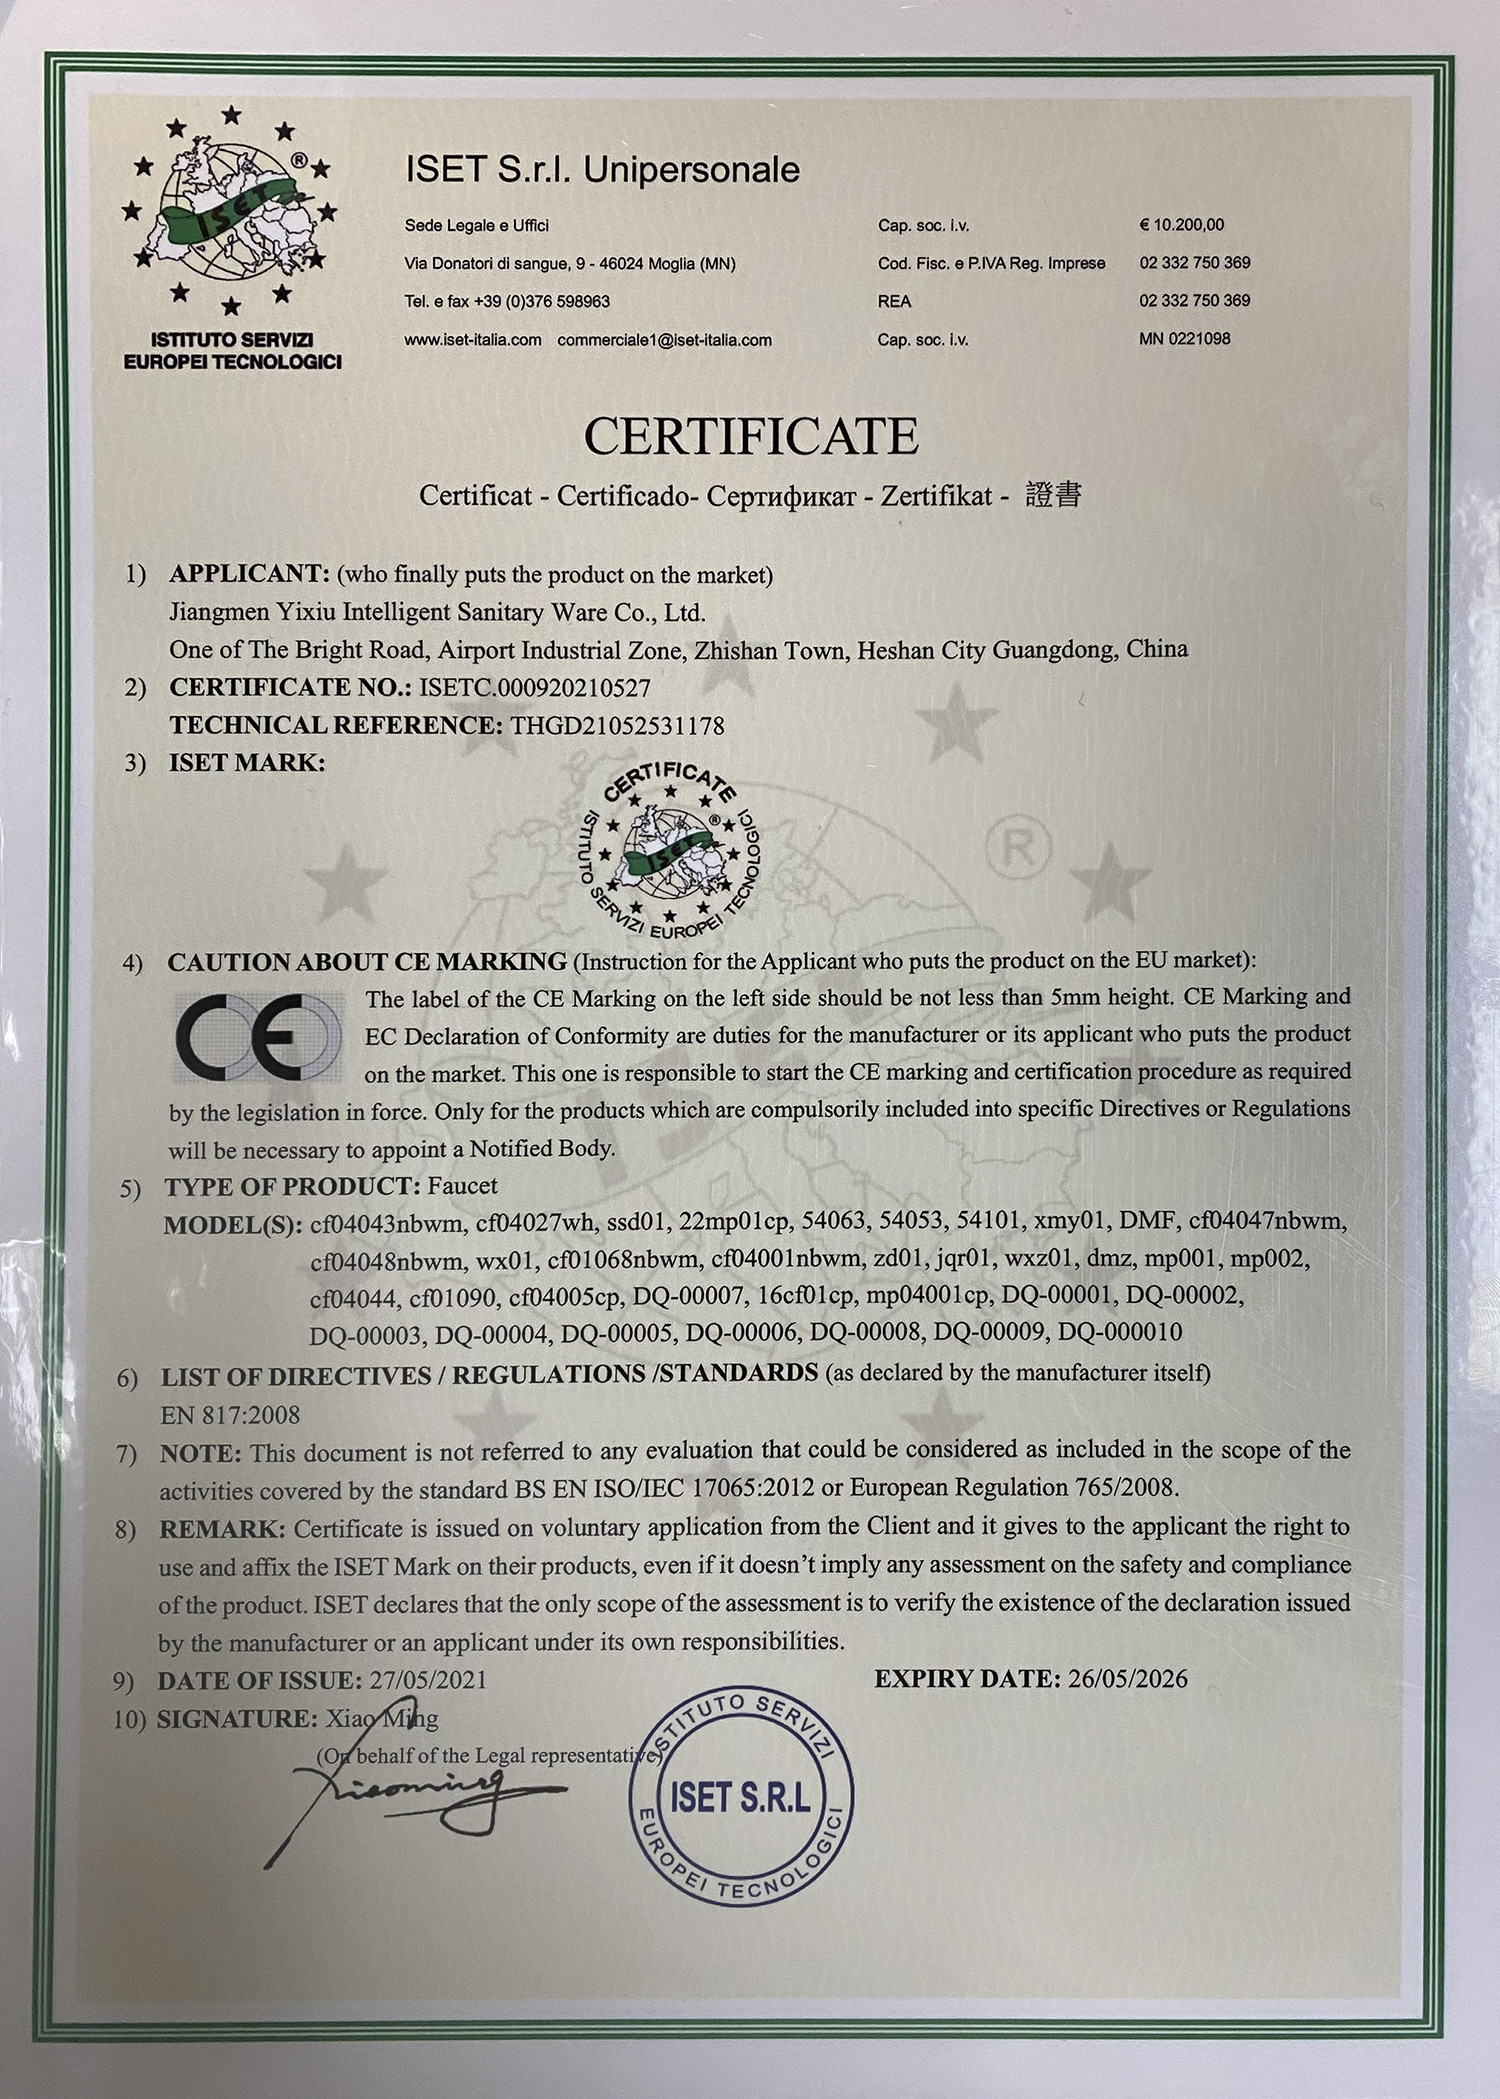 ISET
®
ISTITUTO SERVIZI
EUROPEI TECNOLOGICI
ISET S.r.l. Unipersonale
Sede Legale e Uffici
Cap. soc. i.v.
€ 10.200,00
Via Donatori di sangue, 9 - 46024 Moglia (MN)
Cod. Fisc. e P.IVA Reg. Imprese
02 332 750 369
Tel. e fax +39 (0)376 598963
REA
02 332 750 369
www.iset-italia.com commerciale1@iset-italia.com
Cap. soc. i.v.
MN 0221098
CERTIFICATE
Certificat - Certificado- Сертификат - Zertifikat - 證書
1) APPLICANT: (who finally puts the product on the market)
Jiangmen Yixiu Intelligent Sanitary Ware Co., Ltd.
One of The Bright Road, Airport Industrial Zone, Zhishan Town, Heshan City Guangdong, China
2) CERTIFICATE NO.: ISETC.000920210527
TECHNICAL REFERENCE: THGD21052531178
3) ISET MARK:
CERTIFICATE
ISET
®
ISTITUTO SERVIZI EUROPEI TECNOLOGICI
®
4) CAUTION ABOUT CE MARKING (Instruction for the Applicant who puts the product on the EU market):
CE
The label of the CE Marking on the left side should be not less than 5mm height. CE Marking and
EC Declaration of Conformity are duties for the manufacturer or its applicant who puts the product
on the market. This one is responsible to start the CE marking and certification procedure as required
by the legislation in force. Only for the products which are compulsorily included into specific Directives or Regulations
will be necessary to appoint a Notified Body.
5) TYPE OF PRODUCT: Faucet
MODEL(S): cf04043nbwm, cf04027wh, ssd01, 22mp01cp, 54063, 54053, 54101, xmy01, DMF, cf04047nbwm,
cf04048nbwm, wx01, cf01068nbwm, cf04001nbwm, zd01, jqr01, wxz01, dmz, mp001, mp002,
cf04044, cf01090, cf04005cp, DQ-00007, 16cf01cp, mp04001cp, DQ-00001, DQ-00002,
DQ-00003, DQ-00004, DQ-00005, DQ-00006, DQ-00008, DQ-00009, DQ-000010
6) LIST OF DIRECTIVES / REGULATIONS /STANDARDS (as declared by the manufacturer itself)
EN 817:2008
7) NOTE: This document is not referred to any evaluation that could be considered as included in the scope of the
activities covered by the standard BS EN ISO/IEC 17065:2012 or European Regulation 765/2008.
8) REMARK: Certificate is issued on voluntary application from the Client and it gives to the applicant the right to
use and affix the ISET Mark on their products, even if it doesn’t imply any assessment on the safety and compliance
of the product. ISET declares that the only scope of the assessment is to verify the existence of the declaration issued
by the manufacturer or an applicant under its own responsibilities.
9) DATE OF ISSUE: 27/05/2021
EXPIRY DATE: 26/05/2026
10) SIGNATURE: Xiao Ming
(On behalf of the Legal representative)
Xiaoming
ISTITUTO SERVIZI
ISET S.R.L
EUROPEI TECNOLOGICI